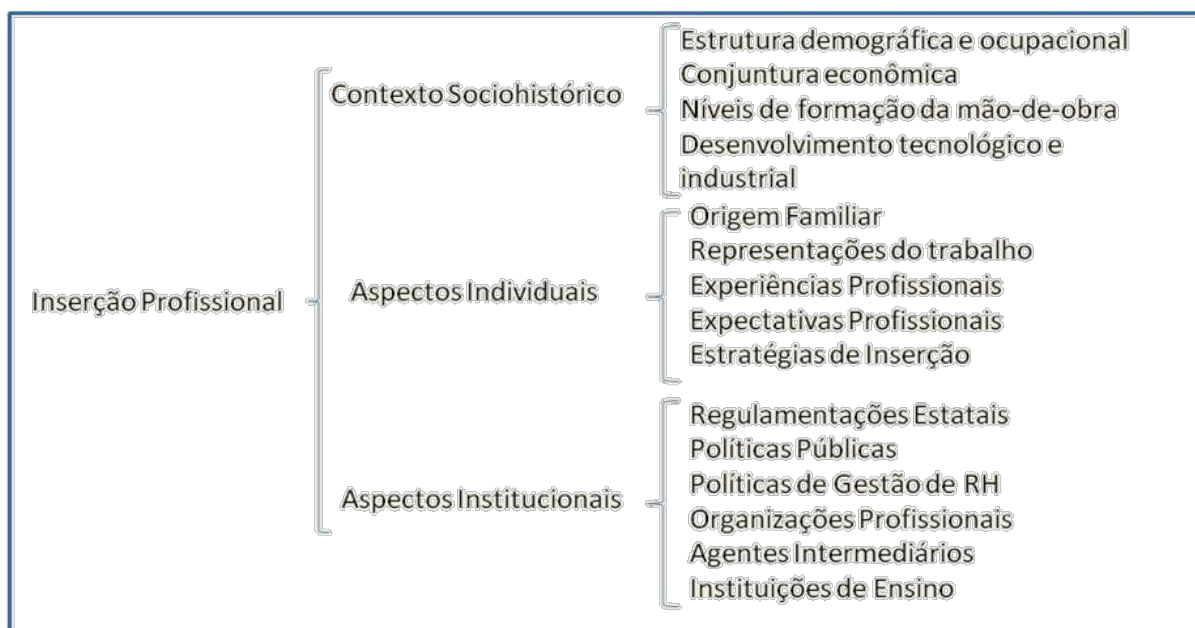 Inserção Profissional
Contexto Sociohistórico
Estrutura demográfica e ocupacional
Conjuntura econômica
Níveis de formação da mão-de-obra
Desenvolvimento tecnológico e
industrial
Aspectos Individuais
Origem Familiar
Representações do trabalho
Experiências Profissionais
Expectativas Profissionais
Estratégias de Inserção
Aspectos Institucionais
Regulamentações Estatais
Políticas Públicas
Políticas de Gestão de RH
Organizações Profissionais
Agentes Intermediários
Instituições de Ensino